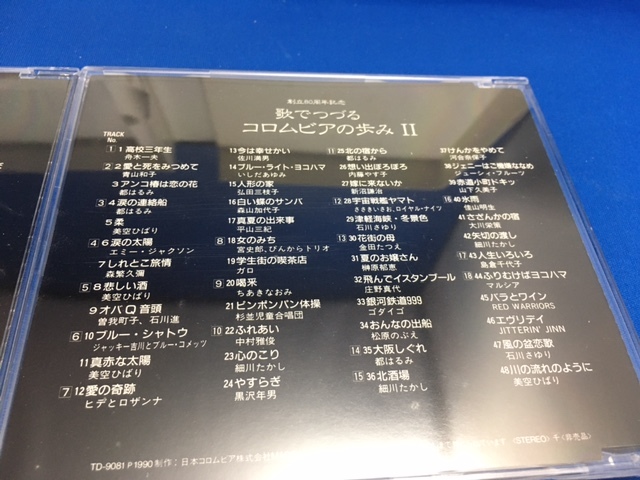 創立80周年記念
歌でつづる
コロムビアの歩み II
TRACK
No.
1 1 高校三年生
舟木一夫
2 2 愛と死をみつめて
青山和子
3 アンコ椿は恋の花
都はるみ
3 4 涙の連絡船
都はるみ
5 柔
美空ひばり
4 6 涙の太陽
エミー・ジャクソン
7 しれとこ旅情
森繁久彌
5 8 悲しい酒
美空ひばり
9 オバQ音頭
曽我町子、石川進
6 10 ブルー・シャトウ
ジャッキー吉川とブルー・コメッツ
11 真赤な太陽
美空ひばり
7 12 愛の奇跡
ヒデとロザンナ
13 今は幸せかい
佐川満男
14 ブルー・ライト・ヨコハマ
いしだあゆみ
15 人形の家
弘田三枝子
16 白い蝶のサンバ
森山加代子
17 真夏の出来事
平山三紀
8 18 女のみち
宮史郎、ぴんからトリオ
19 学生街の喫茶店
ガロ
9 20 喝采
ちあきなおみ
21 ピンポンパン体操
杉並児童合唱団
10 22 ふれあい
中村雅俊
23 心のこり
細川たかし
24 やすらぎ
黒沢年男
11 25 北の宿から
都はるみ
26 想い出ぼろぼろ
内藤やす子
27 嫁に来ないか
新沼謙治
12 28 宇宙戦艦ヤマト
ささきいさお、ロイヤル・ナイツ
29 津軽海峡・冬景色
石川さゆり
13 30 花街の母
金田たつえ
31 夏のお嬢さん
榊原郁恵
32 飛んでイスタンブール
庄野真代
33 銀河鉄道999
ゴダイゴ
34 おんなの出船
松原のぶえ
14 35 大阪しぐれ
都はるみ
15 36 北酒場
細川たかし
37 けんかをやめて
河合奈保子
38 ジェニーはご機嫌ななめ
ジューシィ・フルーツ
39 赤道小町ドキッ
山下久美子
16 40 氷雨
佳山明生
41 さざんかの宿
大川栄策
42 矢切の渡し
細川たかし
17 43 人生いろいろ
島倉千代子
18 44 ふりむけばヨコハマ
マルシア
45 バラとワイン
RED WARRIORS
46 エヴリデイ
JITTERIN' JINN
47 風の盆恋歌
石川さゆり
48 川の流れのように
美空ひばり
TD-9081 P 1990 制作：日本コロムビア株式会社
〈STEREO〉
〈非売品〉